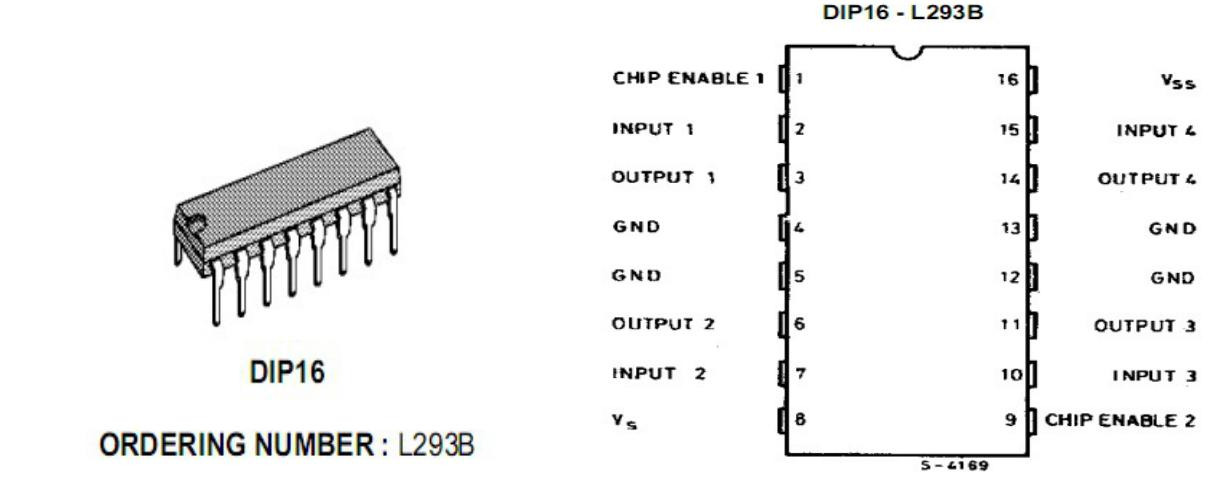 DIP16
ORDERING NUMBER : L293B
DIP16 - L293B
CHIP ENABLE 1 1 16 VSS
INPUT 1 2 15 INPUT 4
OUTPUT 1 3 14 OUTPUT 4
GND 4 13 GND
GND 5 12 GND
OUTPUT 2 6 11 OUTPUT 3
INPUT 2 7 10 INPUT 3
VS 8 9 CHIP ENABLE 2
S-4169